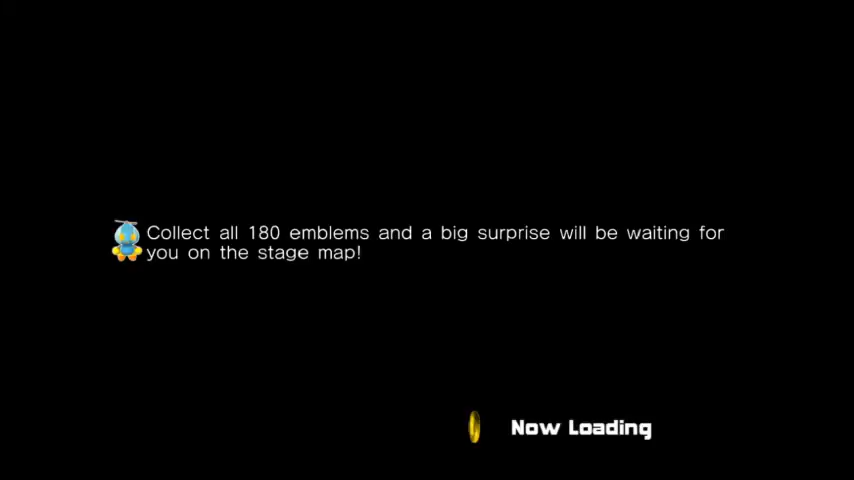 Collect all 180 emblems and a big surprise will be waiting for
you on the stage map!
Now Loading